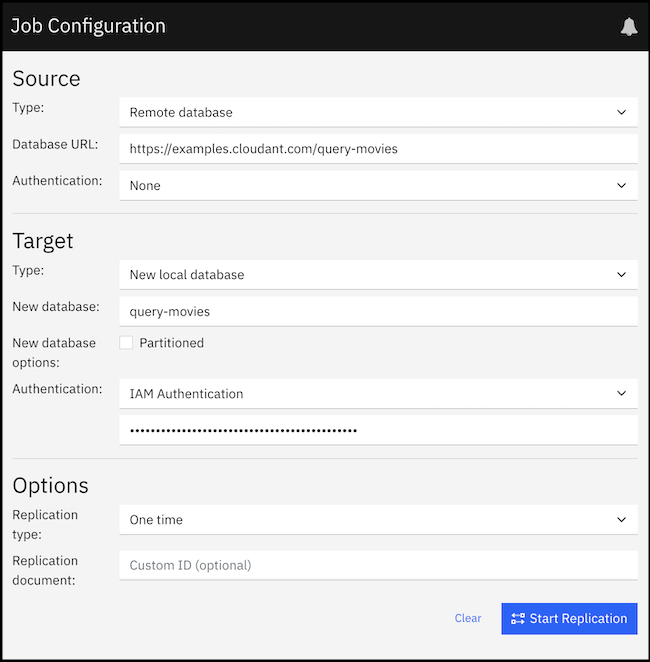 Job Configuration
Source
Type:
Remote database
Database URL:
https://examples.cloudant.com/query-movies
Authentication:
None
Target
Type:
New local database
New database:
query-movies
New database
options:
Partitioned
Authentication:
IAM Authentication
••••••••••••••••••••••••••••••••••••••••••••
Options
Replication
type:
One time
Replication
document:
Custom ID (optional)
Clear
Start Replication